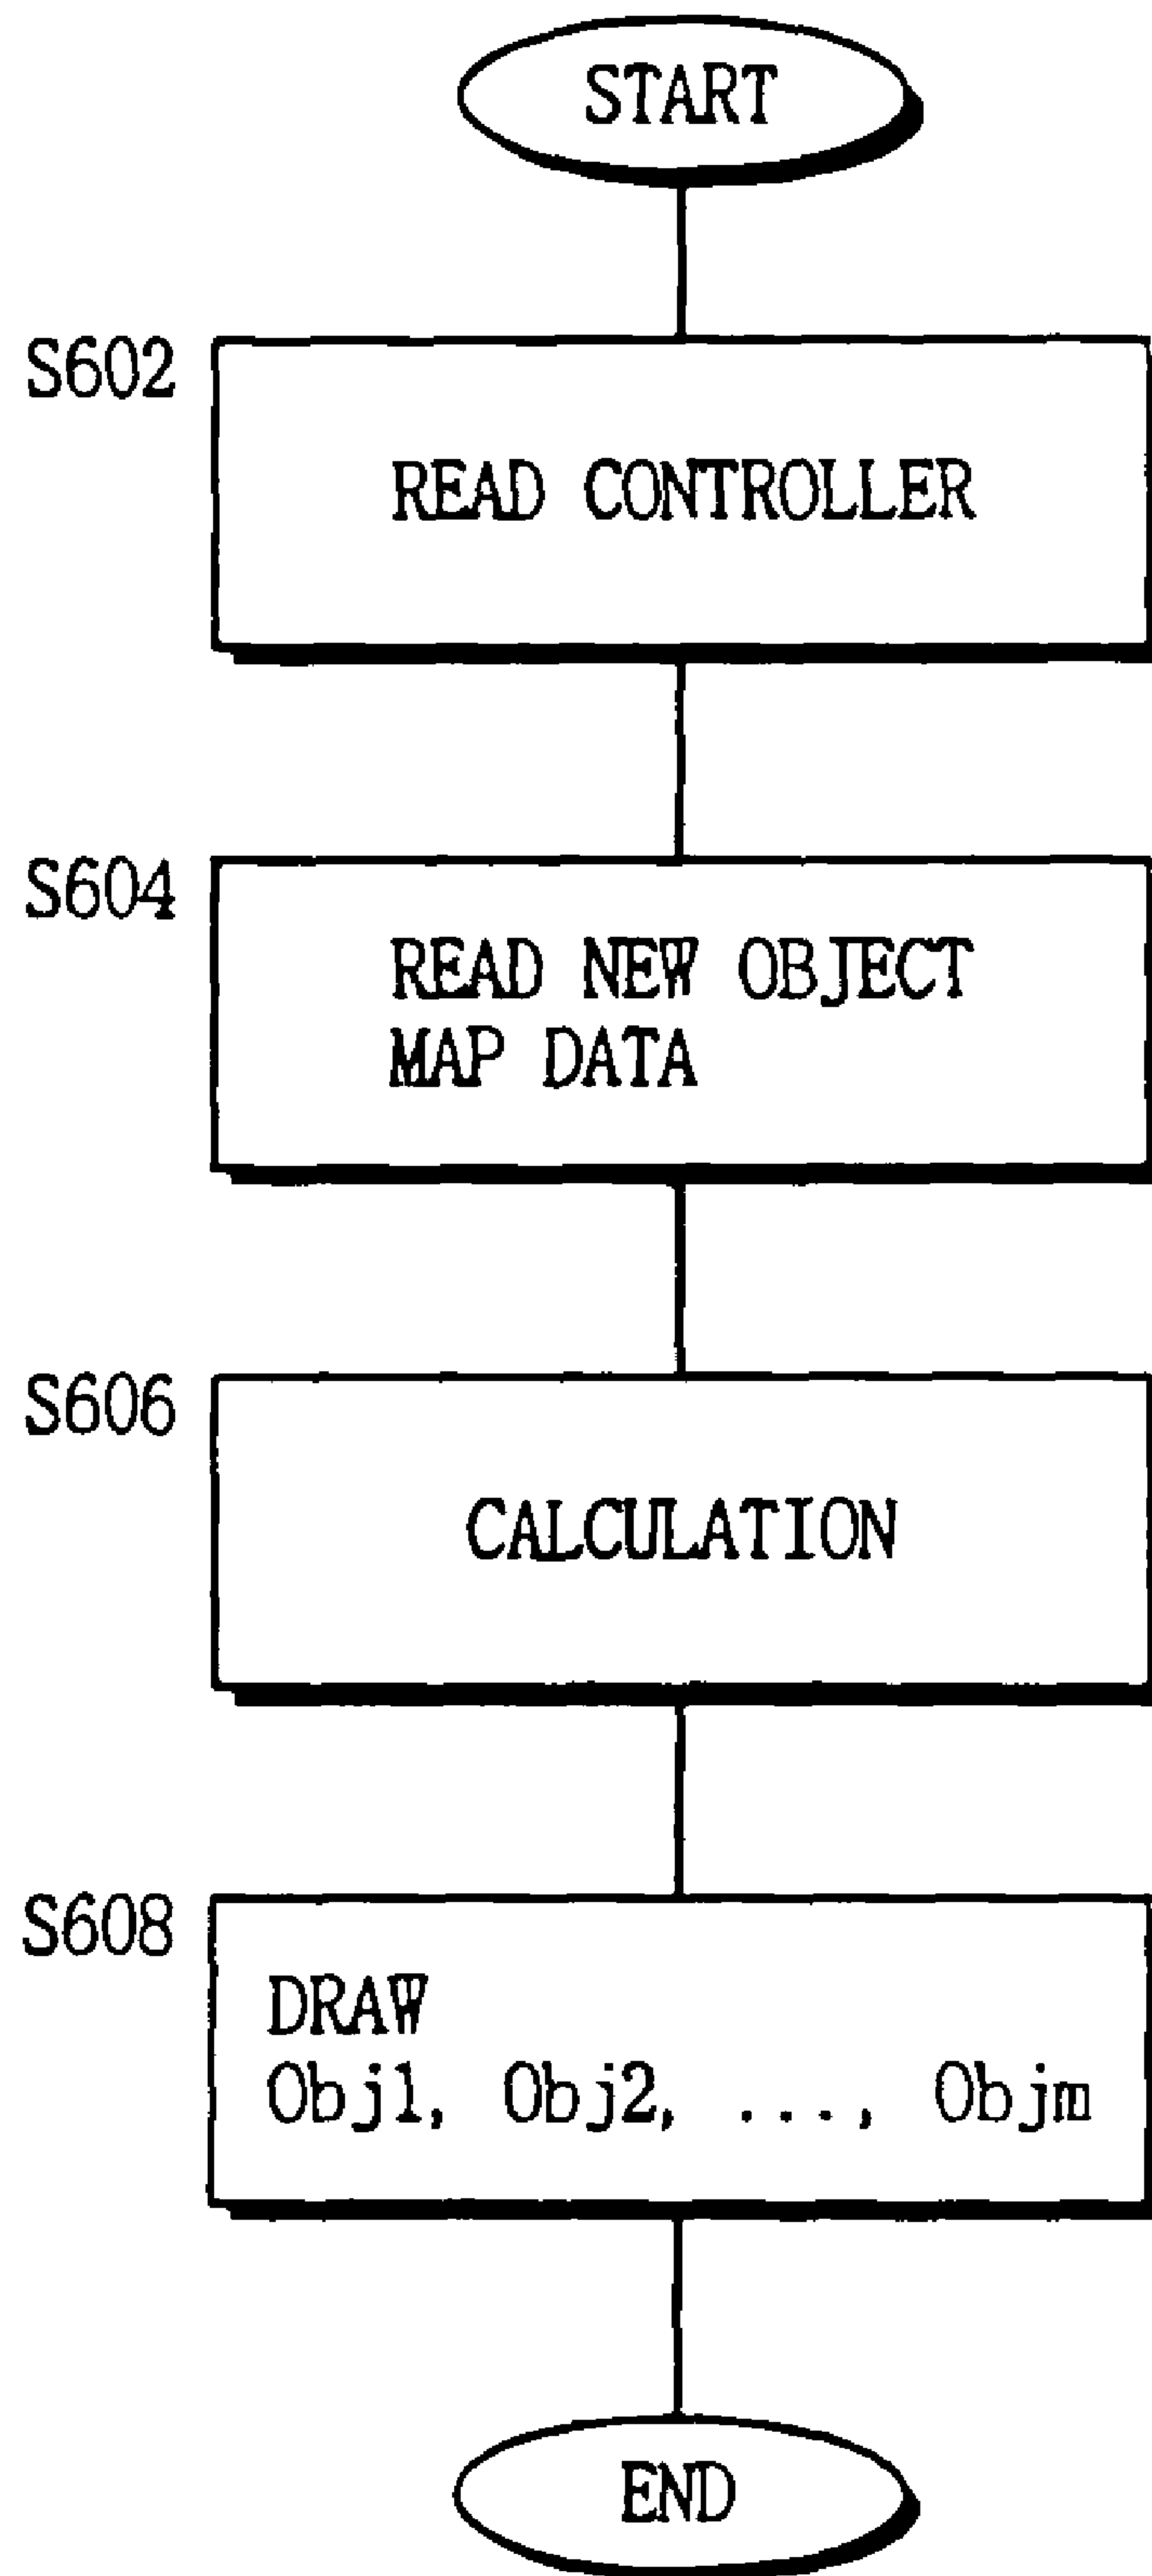 START
S602
READ CONTROLLER
S604
READ NEW OBJECT
MAP DATA
S606
CALCULATION
S608
DRAW
Obj1, Obj2, ..., Objm
END